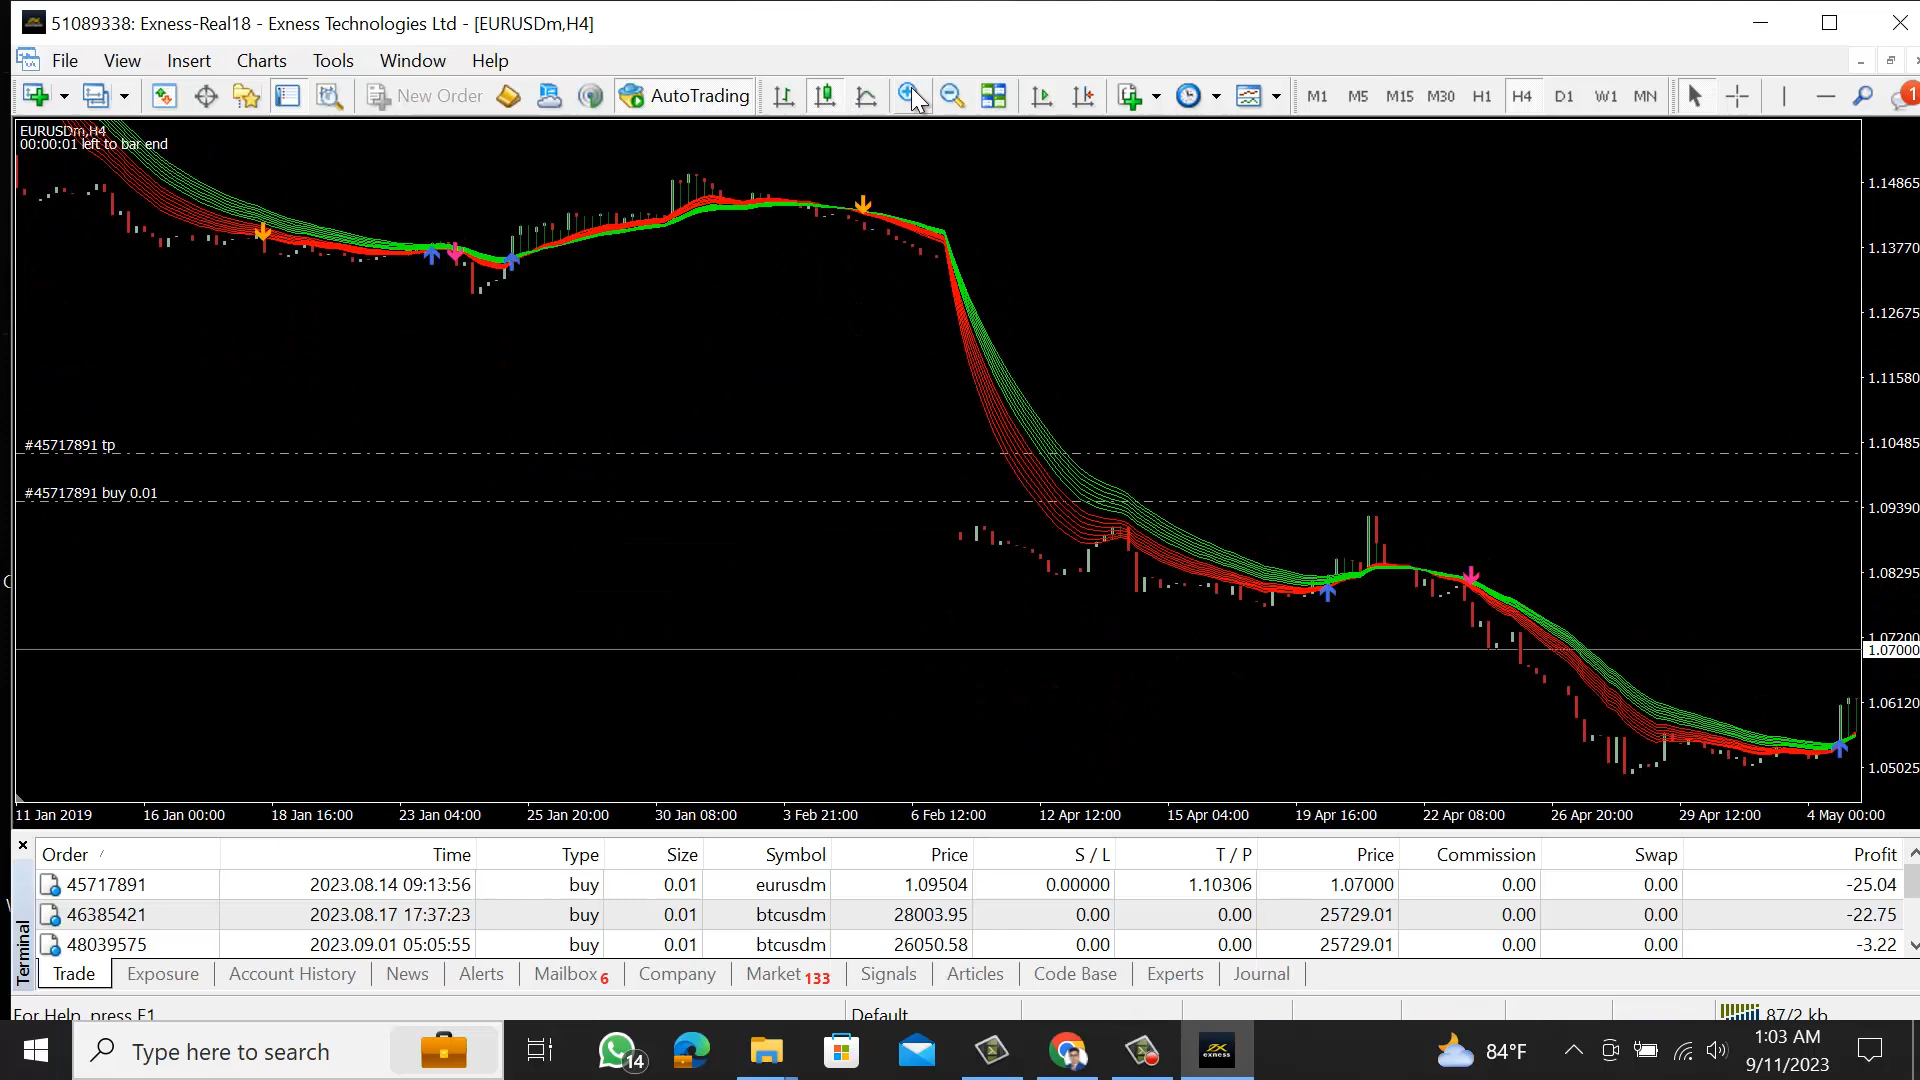 51089338: Exness-Real18 - Exness Technologies Ltd - [EURUSDm,H4]
File View Insert Charts Tools Window Help
New Order AutoTrading M1 M5 M15 M30 H1 H4 D1 W1 MN 1
EURUSDm,H4
00:00:01 left to bar end
1.14865
1.13770
1.12675
1.11580
#45717891 tp
1.10485
#45717891 buy 0.01
1.09390
1.08295
1.07200
1.07000
1.06120
1.05025
11 Jan 2019 16 Jan 00:00 18 Jan 16:00 23 Jan 04:00 25 Jan 20:00 30 Jan 08:00 3 Feb 21:00 6 Feb 12:00 12 Apr 12:00 15 Apr 04:00 19 Apr 16:00 22 Apr 08:00 26 Apr 20:00 29 Apr 12:00 4 May 00:00
Order / Time Type Size Symbol Price S / L T / P Price Commission Swap Profit
45717891 2023.08.14 09:13:56 buy 0.01 eurusdm 1.09504 0.00000 1.10306 1.07000 0.00 0.00 -25.04
46385421 2023.08.17 17:37:23 buy 0.01 btcusdm 28003.95 0.00 0.00 25729.01 0.00 0.00 -22.75
48039575 2023.09.01 05:05:55 buy 0.01 btcusdm 26050.58 0.00 0.00 25729.01 0.00 0.00 -3.22
Terminal
Trade Exposure Account History News Alerts Mailbox 6 Company Market 133 Signals Articles Code Base Experts Journal
For Help, press F1 Default 87/2 kb
Type here to search 14 exness 84°F 1:03 AM
9/11/2023